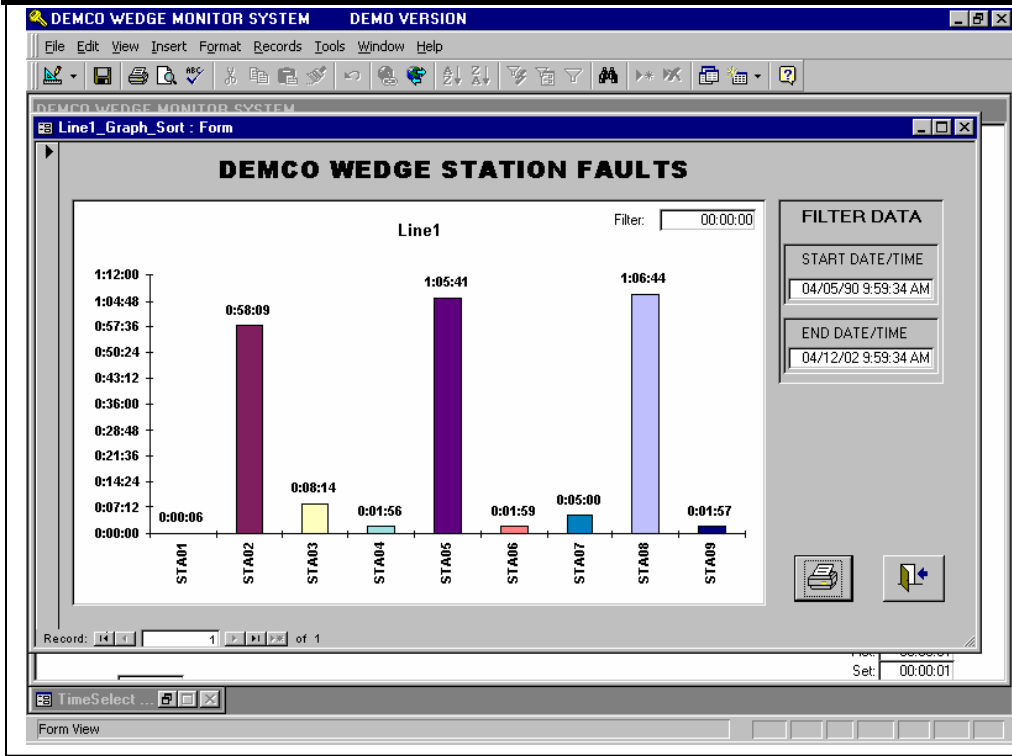 DEMCO WEDGE MONITOR SYSTEM DEMO VERSION
File Edit View Insert Format Records Tools Window Help
DEMCO WEDGE MONITOR SYSTEM
Line1_Graph_Sort : Form
DEMCO WEDGE STATION FAULTS
Line1
Filter: 00:00:00
1:12:00
1:04:48
0:57:36
0:50:24
0:43:12
0:36:00
0:28:48
0:21:36
0:14:24
0:07:12
0:00:00
0:00:06
0:58:09
0:08:14
0:01:56
1:05:41
0:01:59
0:05:00
1:06:44
0:01:57
STA01
STA02
STA03
STA04
STA05
STA06
STA07
STA08
STA09
FILTER DATA
START DATE/TIME
04/05/90 9:59:34 AM
END DATE/TIME
04/12/02 9:59:34 AM
Record: 1 of 1
Set: 00:00:01
TimeSelect ...
Form View